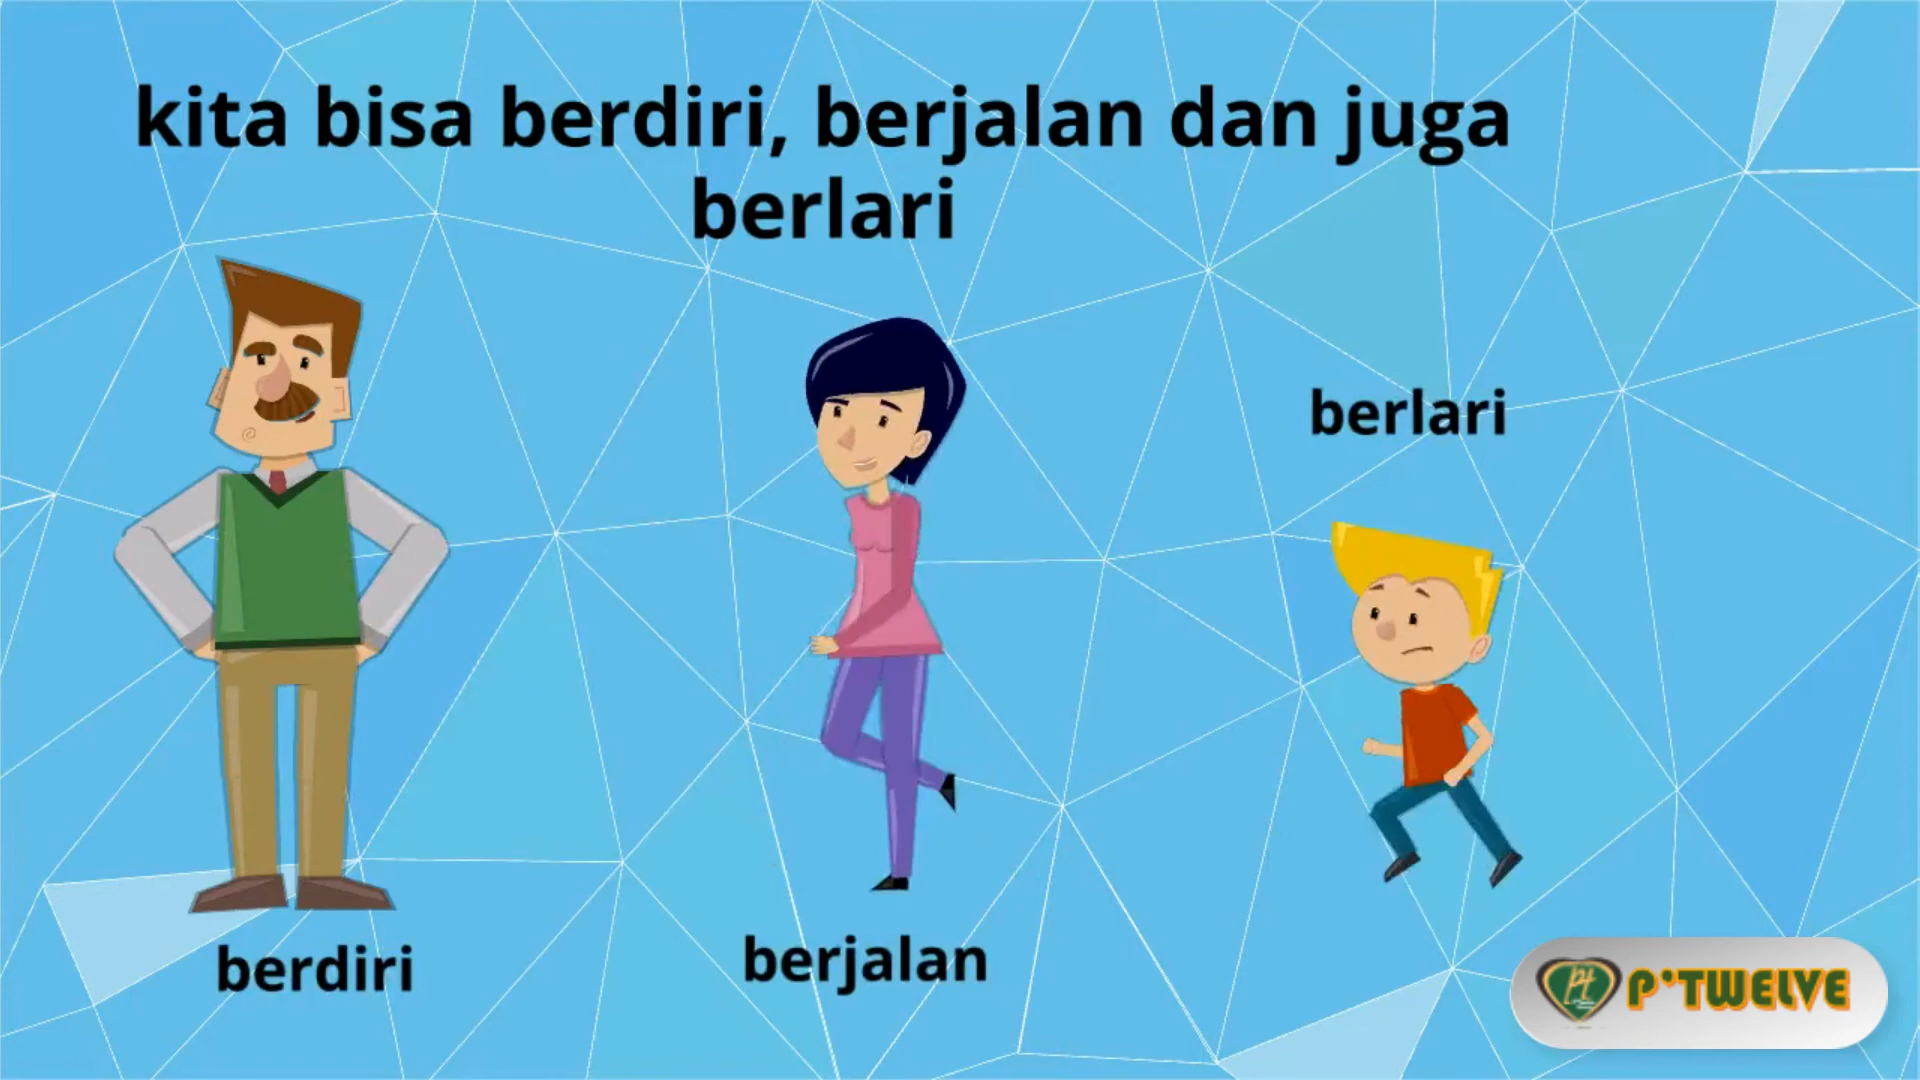 kita bisa berdiri, berjalan dan juga
berlari
berlari
berdiri
berjalan
P'TWELVE